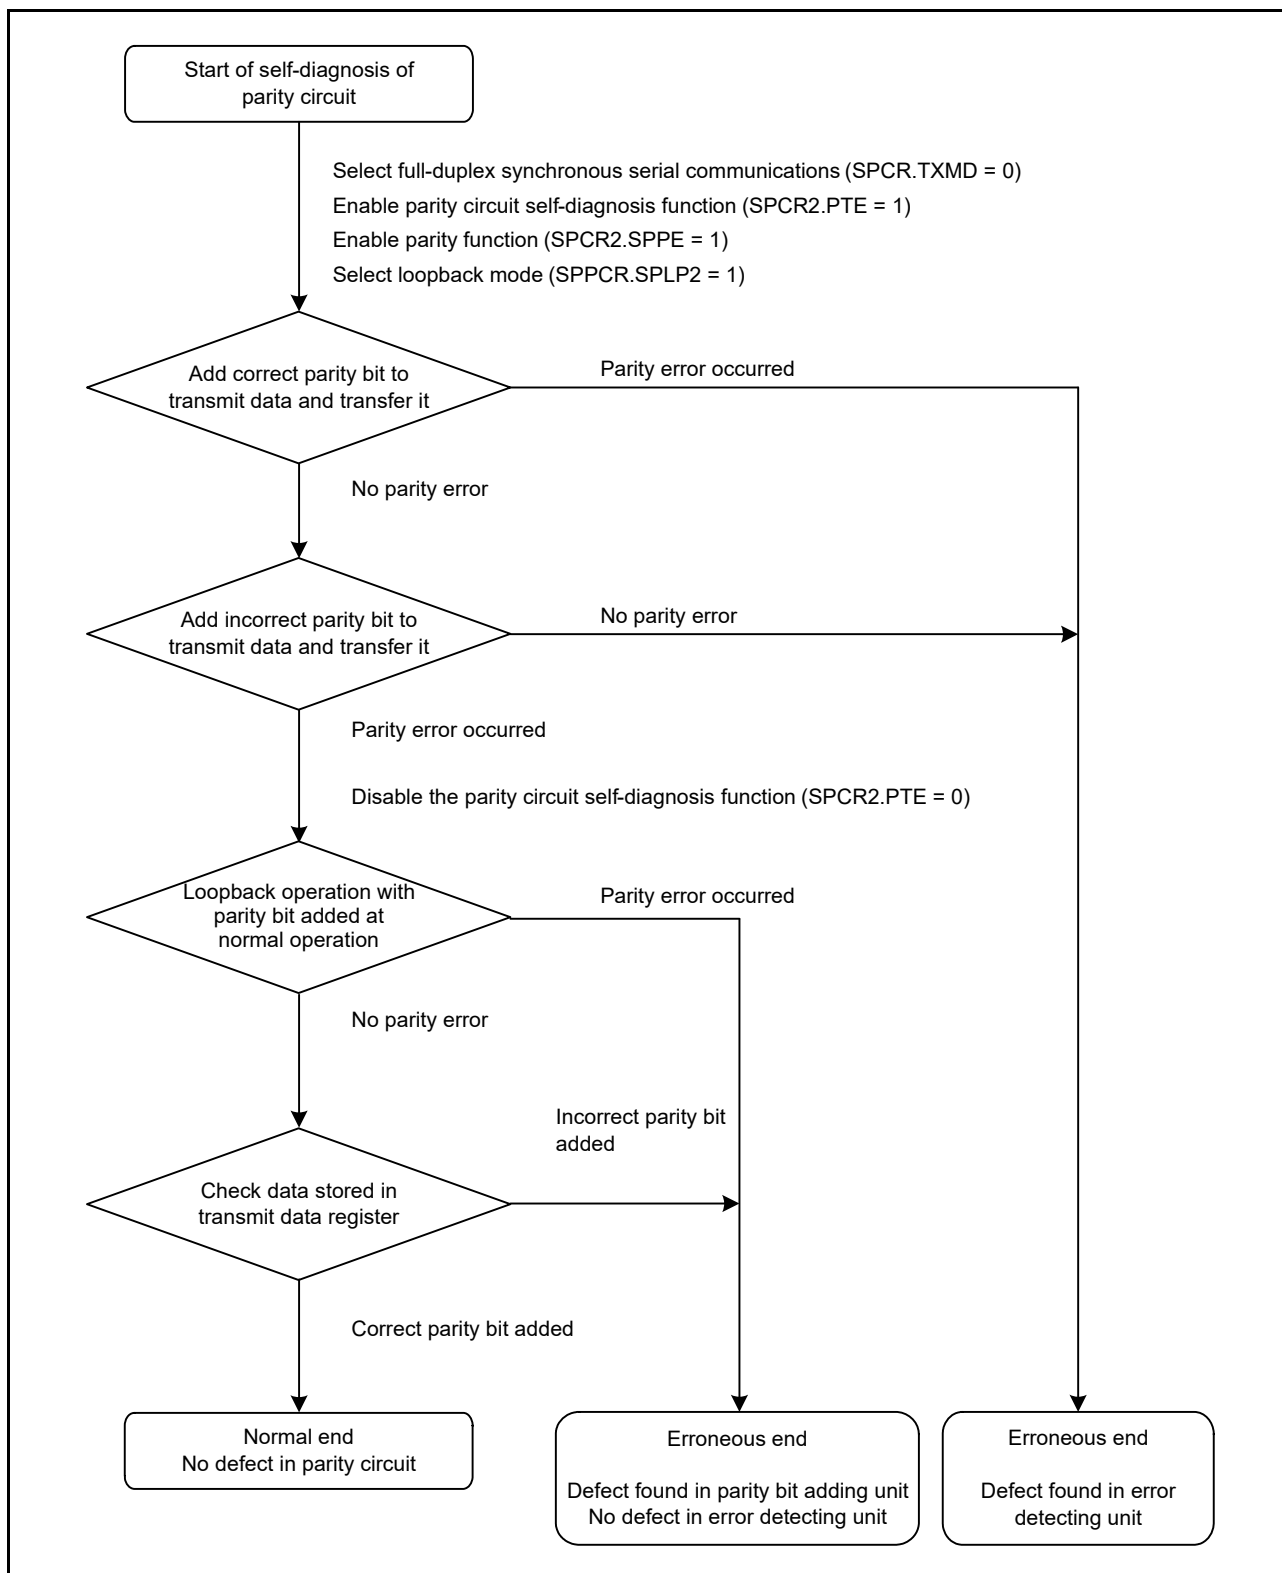 Start of self-diagnosis of
parity circuit
Select full-duplex synchronous serial communications (SPCR.TXMD = 0)
Enable parity circuit self-diagnosis function (SPCR2.PTE = 1)
Enable parity function (SPCR2.SPPE = 1)
Select loopback mode (SPPCR.SPLP2 = 1)
Add correct parity bit to
transmit data and transfer it
Parity error occurred
No parity error
Add incorrect parity bit to
transmit data and transfer it
No parity error
Parity error occurred
Disable the parity circuit self-diagnosis function (SPCR2.PTE = 0)
Loopback operation with
parity bit added at
normal operation
Parity error occurred
No parity error
Incorrect parity bit
added
Check data stored in
transmit data register
Correct parity bit added
Normal end
No defect in parity circuit
Erroneous end
Defect found in parity bit adding unit
No defect in error detecting unit
Erroneous end
Defect found in error
detecting unit